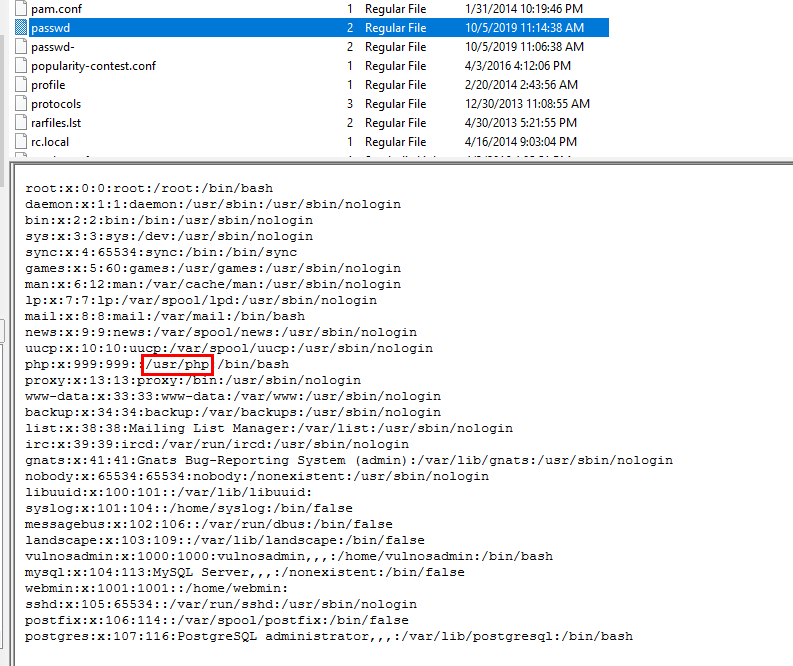 pam.conf 1 Regular File 1/31/2014 10:19:46 PM
passwd 2 Regular File 10/5/2019 11:14:38 AM
passwd- 2 Regular File 10/5/2019 11:06:38 AM
popularity-contest.conf 1 Regular File 4/3/2016 4:12:06 PM
profile 1 Regular File 2/20/2014 2:43:56 AM
protocols 3 Regular File 12/30/2013 11:08:55 AM
rarfiles.lst 2 Regular File 4/30/2013 5:21:55 PM
rc.local 1 Regular File 4/16/2014 9:03:04 PM
root:x:0:0:root:/root:/bin/bash
daemon:x:1:1:daemon:/usr/sbin:/usr/sbin/nologin
bin:x:2:2:bin:/bin:/usr/sbin/nologin
sys:x:3:3:sys:/dev:/usr/sbin/nologin
sync:x:4:65534:sync:/bin:/bin/sync
games:x:5:60:games:/usr/games:/usr/sbin/nologin
man:x:6:12:man:/var/cache/man:/usr/sbin/nologin
lp:x:7:7:lp:/var/spool/lpd:/usr/sbin/nologin
mail:x:8:8:mail:/var/mail:/bin/bash
news:x:9:9:news:/var/spool/news:/usr/sbin/nologin
uucp:x:10:10:uucp:/var/spool/uucp:/usr/sbin/nologin
php:x:999:999::/usr/php:/bin/bash
proxy:x:13:13:proxy:/bin:/usr/sbin/nologin
www-data:x:33:33:www-data:/var/www:/usr/sbin/nologin
backup:x:34:34:backup:/var/backups:/usr/sbin/nologin
list:x:38:38:Mailing List Manager:/var/list:/usr/sbin/nologin
irc:x:39:39:ircd:/var/run/ircd:/usr/sbin/nologin
gnats:x:41:41:Gnats Bug-Reporting System (admin):/var/lib/gnats:/usr/sbin/nologin
nobody:x:65534:65534:nobody:/nonexistent:/usr/sbin/nologin
libuuid:x:100:101::/var/lib/libuuid:
syslog:x:101:104::/home/syslog:/bin/false
messagebus:x:102:106::/var/run/dbus:/bin/false
landscape:x:103:109::/var/lib/landscape:/bin/false
vulnosadmin:x:1000:1000:vulnosadmin,,,:/home/vulnosadmin:/bin/bash
mysql:x:104:113:MySQL Server,,,:/nonexistent:/bin/false
webmin:x:1001:1001::/home/webmin:
sshd:x:105:65534::/var/run/sshd:/usr/sbin/nologin
postfix:x:106:114::/var/spool/postfix:/bin/false
postgres:x:107:116:PostgreSQL administrator,,,:/var/lib/postgresql:/bin/bash